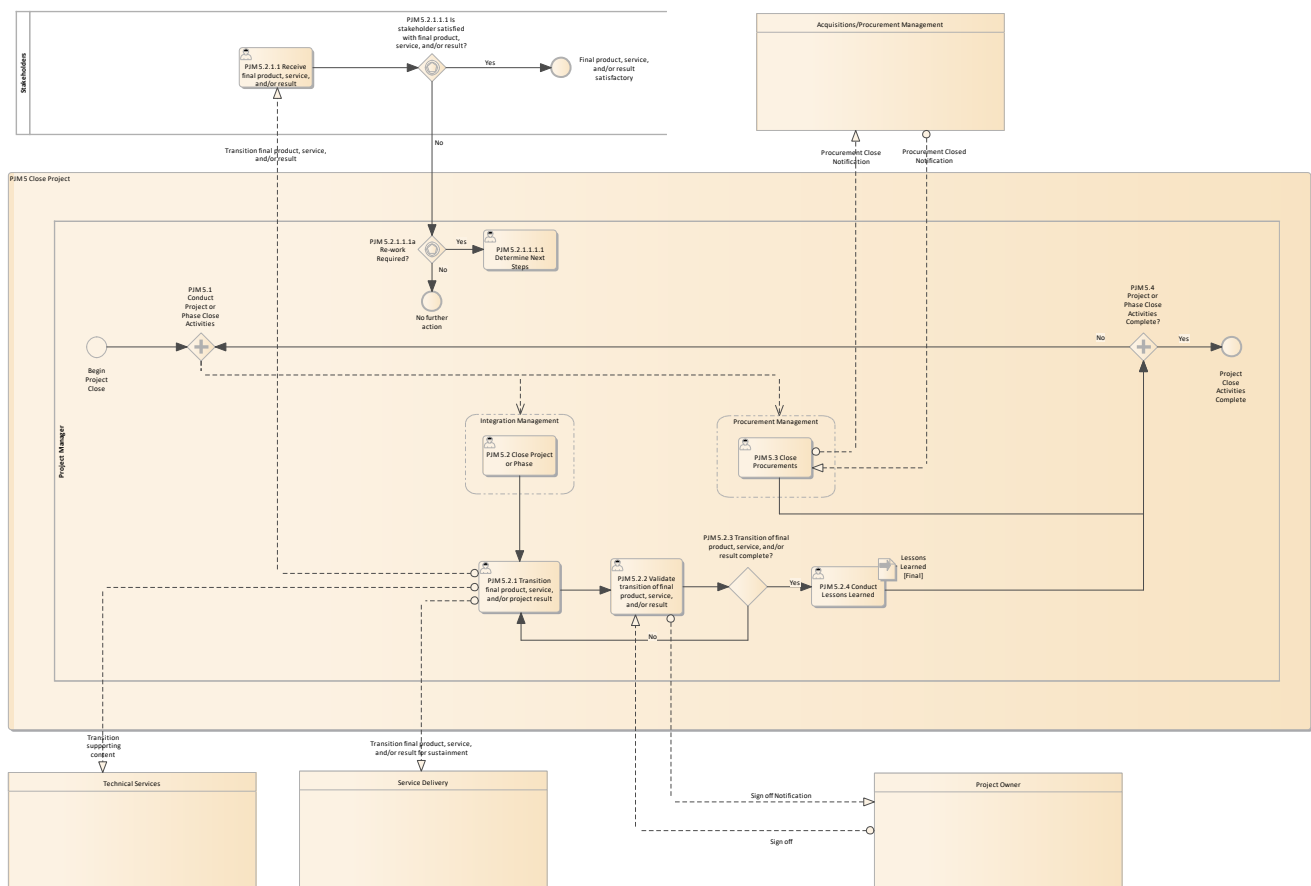 PJM 5.2.1.1.1 Is
stakeholder satisfied
with final product,
service, and/or result?
Acquisitions/Procurement Management
Stakeholders
PJM 5.2.1.1 Receive
final product, service,
and/or result
Yes
Final product, service,
and/or result
satisfactory
No
Transition final product, service,
and/or result
Procurement Close
Notification
Procurement Closed
Notification
PJM 5 Close Project
Project Manager
PJM 5.2.1.1.1a
Re-work
Required?
Yes
PJM 5.2.1.1.1.1
Determine Next
Steps
No
No further
action
PJM 5.1
Conduct
Project or
Phase Close
Activities
PJM 5.4
Project or
Phase Close
Activities
Complete?
No
Yes
Begin
Project
Close
Project
Close
Activities
Complete
Integration Management
PJM 5.2 Close Project
or Phase
Procurement Management
PJM 5.3 Close
Procurements
PJM 5.2.3 Transition of final
product, service, and/or
result complete?
PJM 5.2.1 Transition
final product, service,
and/or project result
PJM 5.2.2 Validate
transition of final
product, service,
and/or result
Yes
PJM 5.2.4 Conduct
Lessons Learned
Lessons
Learned
[Final]
No
Transition
supporting
content
Transition final product, service,
and/or result for sustainment
Technical Services
Service Delivery
Project Owner
Sign off Notification
Sign off